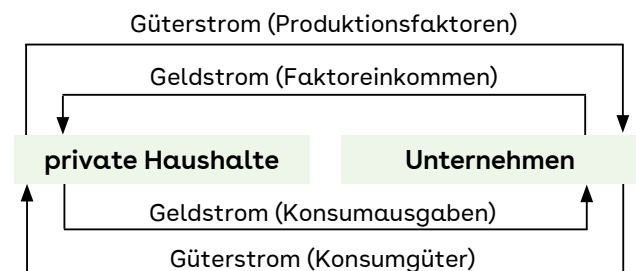 Güterstrom (Produktionsfaktoren)
Geldstrom (Faktoreinkommen)
private Haushalte
Unternehmen
Geldstrom (Konsumausgaben)
Güterstrom (Konsumgüter)